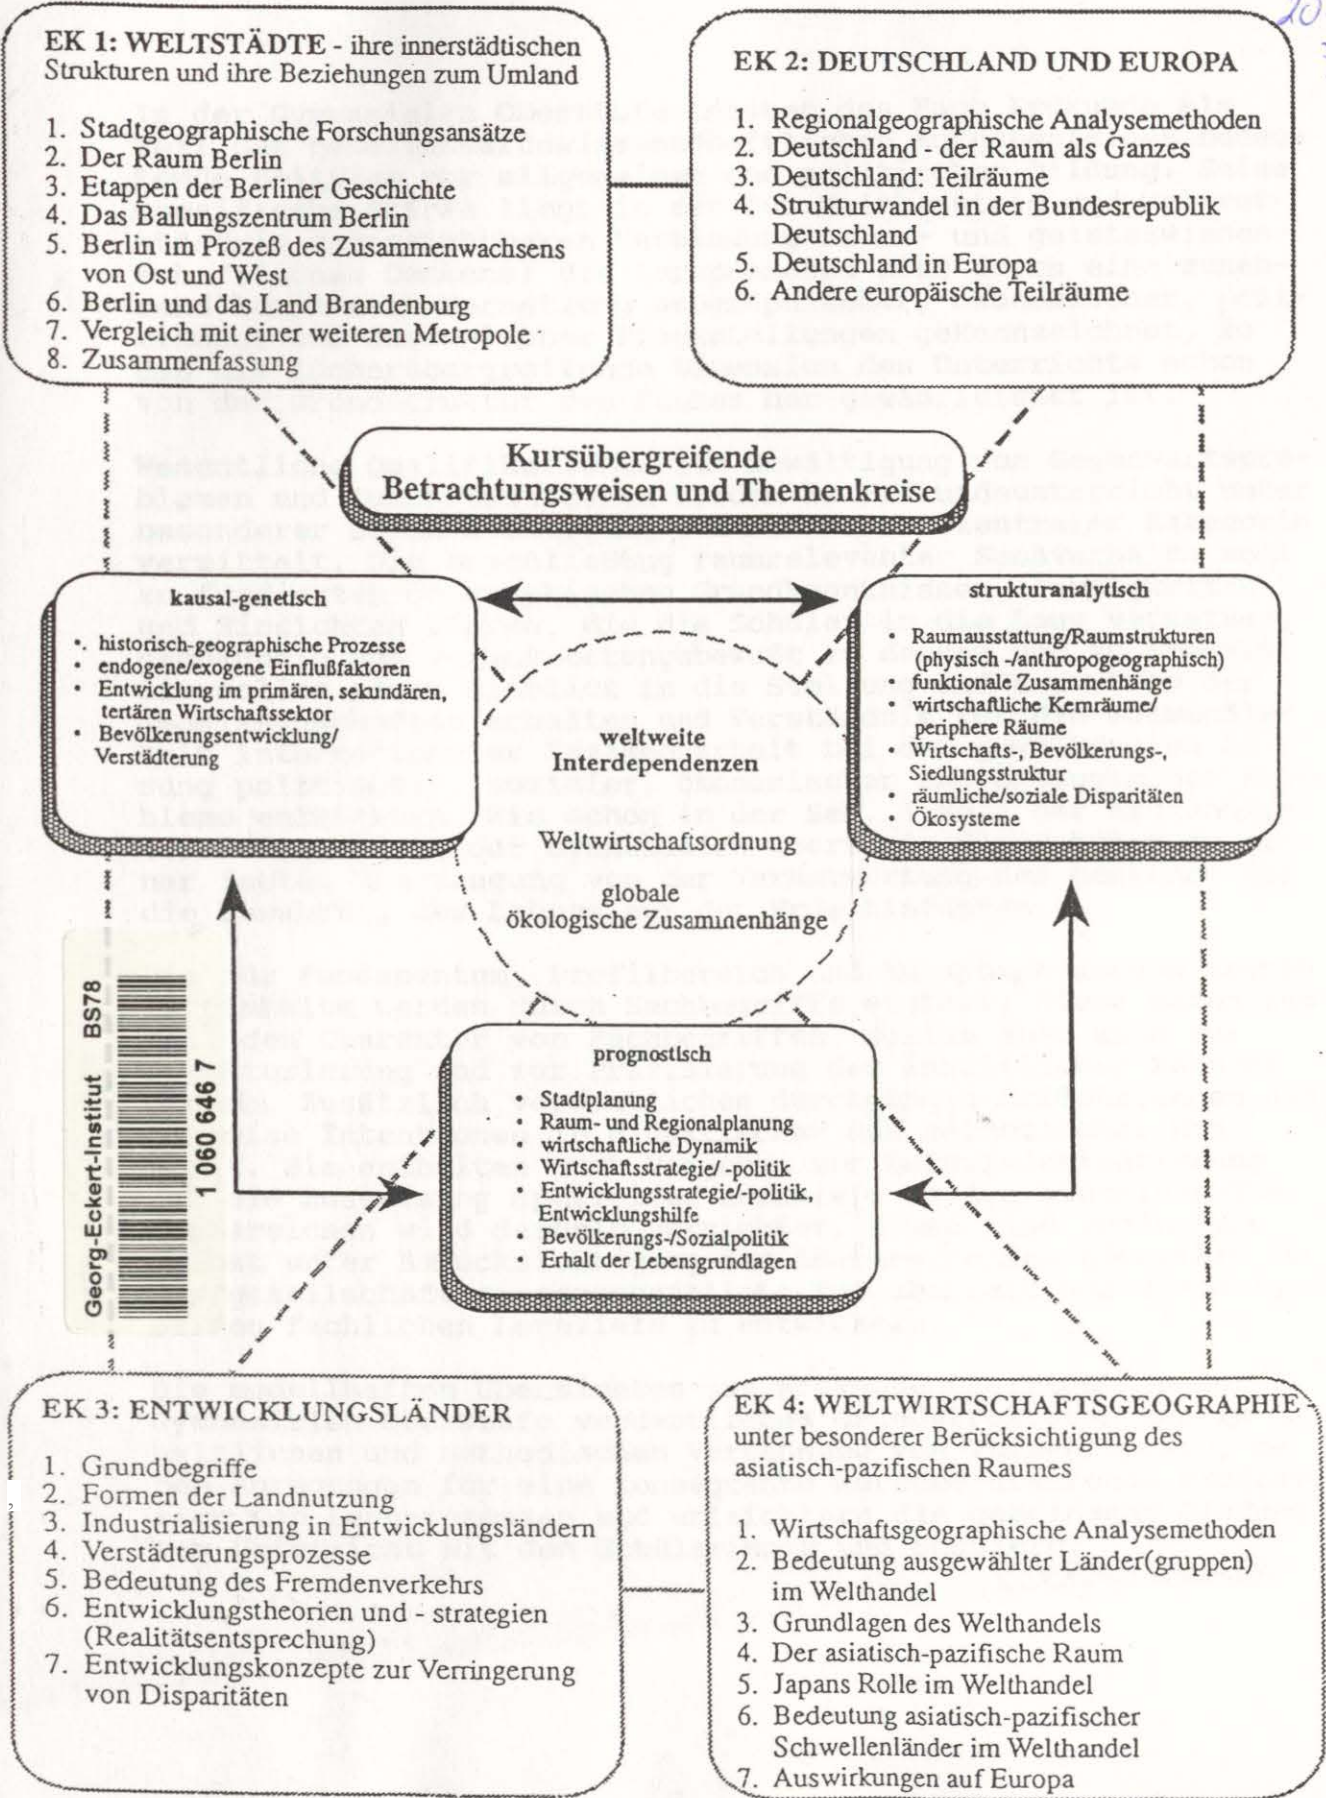 20
EK 1: WELTSTÄDTE - ihre innerstädtischen
Strukturen und ihre Beziehungen zum Umland
1. Stadtgeographische Forschungsansätze
2. Der Raum Berlin
3. Etappen der Berliner Geschichte
4. Das Ballungszentrum Berlin
5. Berlin im Prozeß des Zusammenwachsens
von Ost und West
6. Berlin und das Land Brandenburg
7. Vergleich mit einer weiteren Metropole
8. Zusammenfassung
EK 2: DEUTSCHLAND UND EUROPA
1. Regionalgeographische Analysemethoden
2. Deutschland - der Raum als Ganzes
3. Deutschland: Teilräume
4. Strukturwandel in der Bundesrepublik
Deutschland
5. Deutschland in Europa
6. Andere europäische Teilräume
Kursübergreifende
Betrachtungsweisen und Themenkreise
kausal-genetisch
• historisch-geographische Prozesse
• endogene/exogene Einflußfaktoren
• Entwicklung im primären, sekundären,
tertären Wirtschaftssektor
• Bevölkerungsentwicklung/
Verstädterung
strukturanalytisch
• Raumausstattung/Raumstrukturen
(physisch -/anthropogeographisch)
• funktionale Zusammenhänge
• wirtschaftliche Kernräume/
periphere Räume
• Wirtschafts-, Bevölkerungs-,
Siedlungsstruktur
• räumliche/soziale Disparitäten
• Ökosysteme
weltweite
Interdependenzen
Weltwirtschaftsordnung
globale
ökologische Zusammenhänge
prognostisch
• Stadtplanung
• Raum- und Regionalplanung
• wirtschaftliche Dynamik
• Wirtschaftsstrategie/ -politik
• Entwicklungsstrategie/-politik,
Entwicklungshilfe
• Bevölkerungs-/Sozialpolitik
• Erhalt der Lebensgrundlagen
Georg-Eckert-Institut BS78
1 060 646 7
EK 3: ENTWICKLUNGSLÄNDER
1. Grundbegriffe
2. Formen der Landnutzung
3. Industrialisierung in Entwicklungsländern
4. Verstädterungsprozesse
5. Bedeutung des Fremdenverkehrs
6. Entwicklungstheorien und - strategien
(Realitätsentsprechung)
7. Entwicklungskonzepte zur Verringerung
von Disparitäten
EK 4: WELTWIRTSCHAFTSGEOGRAPHIE -
unter besonderer Berücksichtigung des
asiatisch-pazifischen Raumes
1. Wirtschaftsgeographische Analysemethoden
2. Bedeutung ausgewählter Länder(gruppen)
im Welthandel
3. Grundlagen des Welthandels
4. Der asiatisch-pazifische Raum
5. Japans Rolle im Welthandel
6. Bedeutung asiatisch-pazifischer
Schwellenländer im Welthandel
7. Auswirkungen auf Europa